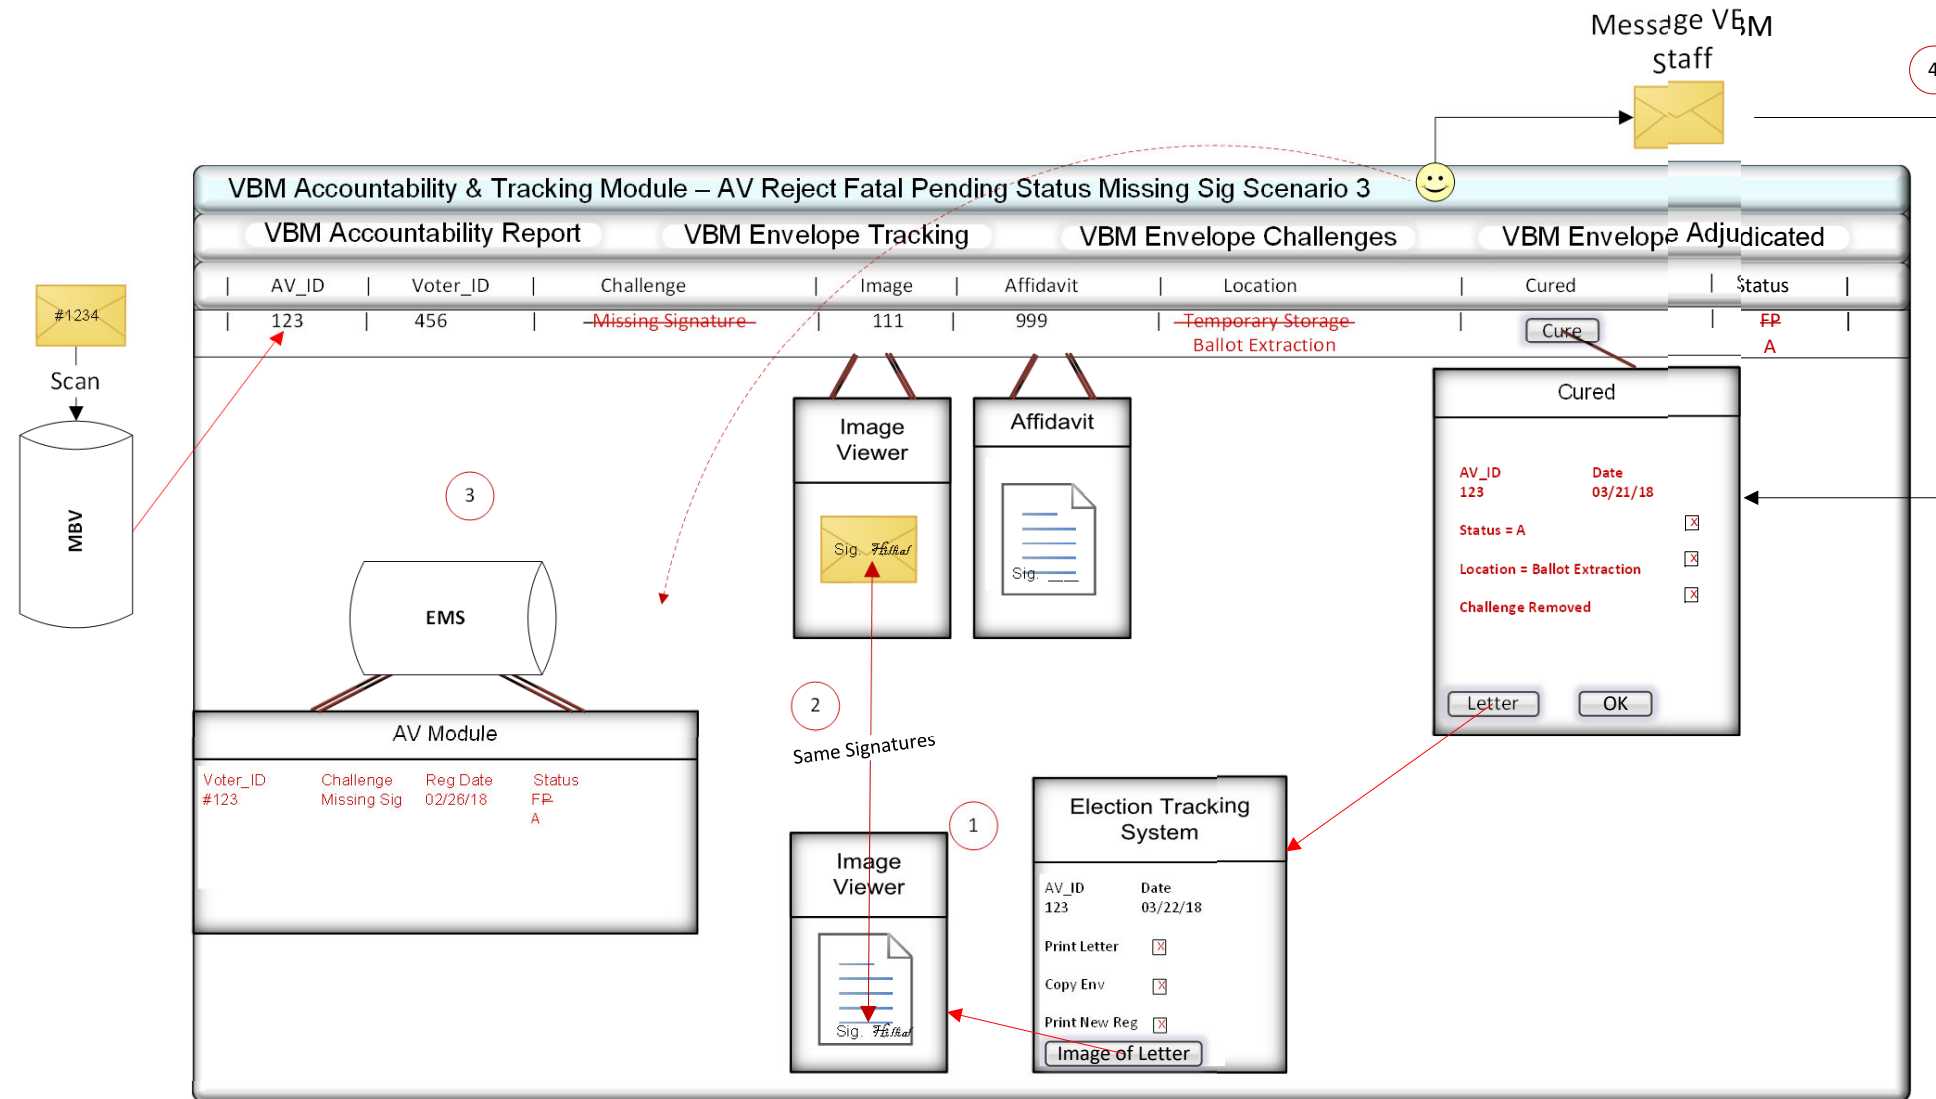 Message VBM
Staff
4
VBM Accountability & Tracking Module – AV Reject Fatal Pending Status Missing Sig Scenario 3
VBM Accountability Report VBM Envelope Tracking VBM Envelope Challenges VBM Envelope Adjudicated
| AV_ID | Voter_ID | Challenge | Image | Affidavit | Location | Cured | Status |
| 123 | 456 | Missing Signature | 111 | 999 | Temporary Storage | Cure | FP |
Ballot Extraction A
#1234
Scan
MBV
3
EMS
AV Module
Voter_ID Challenge Reg Date Status
#123 Missing Sig 02/26/18 FP
A
Image
Viewer
Sig.
Affidavit
Sig. ___
2
Same Signatures
1
Image
Viewer
Sig.
Cured
AV_ID Date
123 03/21/18
Status = A X
Location = Ballot Extraction X
Challenge Removed X
Letter OK
Election Tracking
System
AV_ID Date
123 03/22/18
Print Letter X
Copy Env X
Print New Reg X
Image of Letter